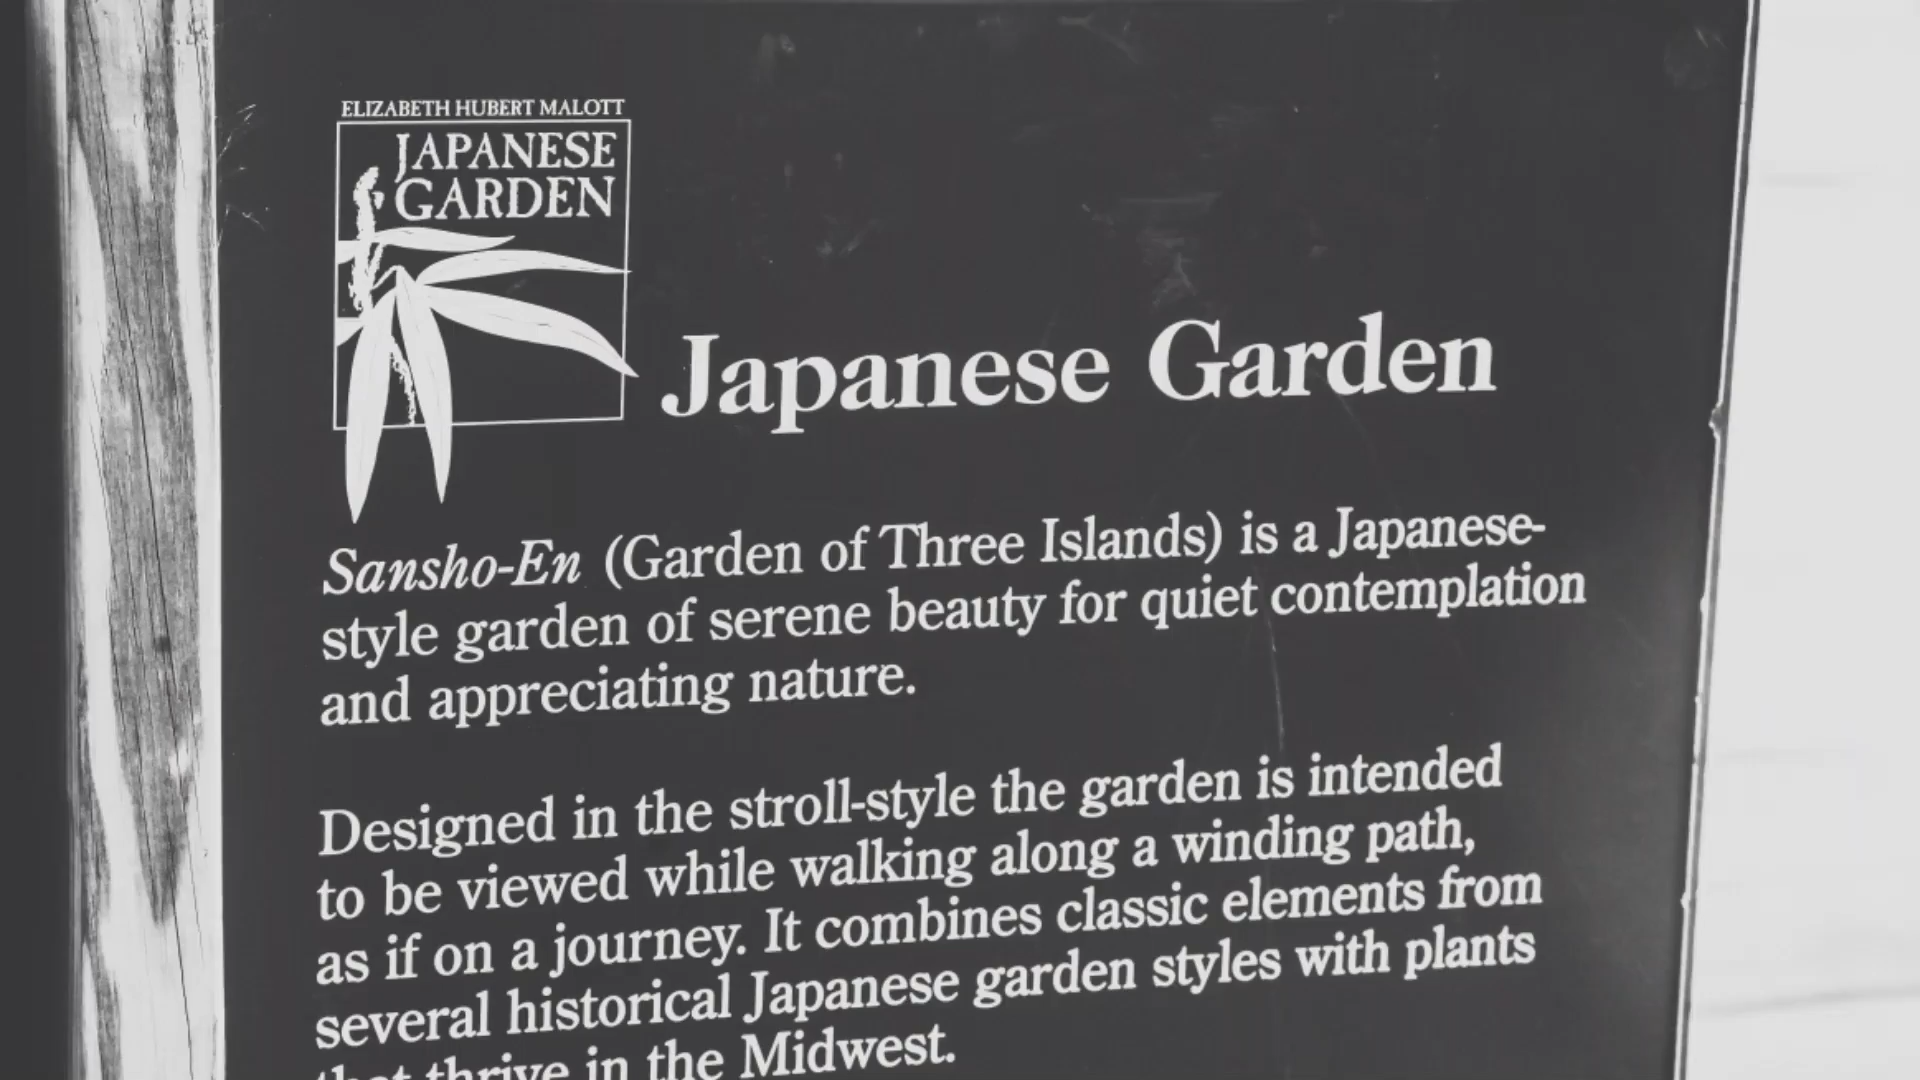 ELIZABETH HUBERT MALOTT
JAPANESE
GARDEN
Japanese Garden
Sansho-En (Garden of Three Islands) is a Japanese-
style garden of serene beauty for quiet contemplation
and appreciating nature.
Designed in the stroll-style the garden is intended
to be viewed while walking along a winding path,
as if on a journey. It combines classic elements from
several historical Japanese garden styles with plants
that thrive in the Midwest.